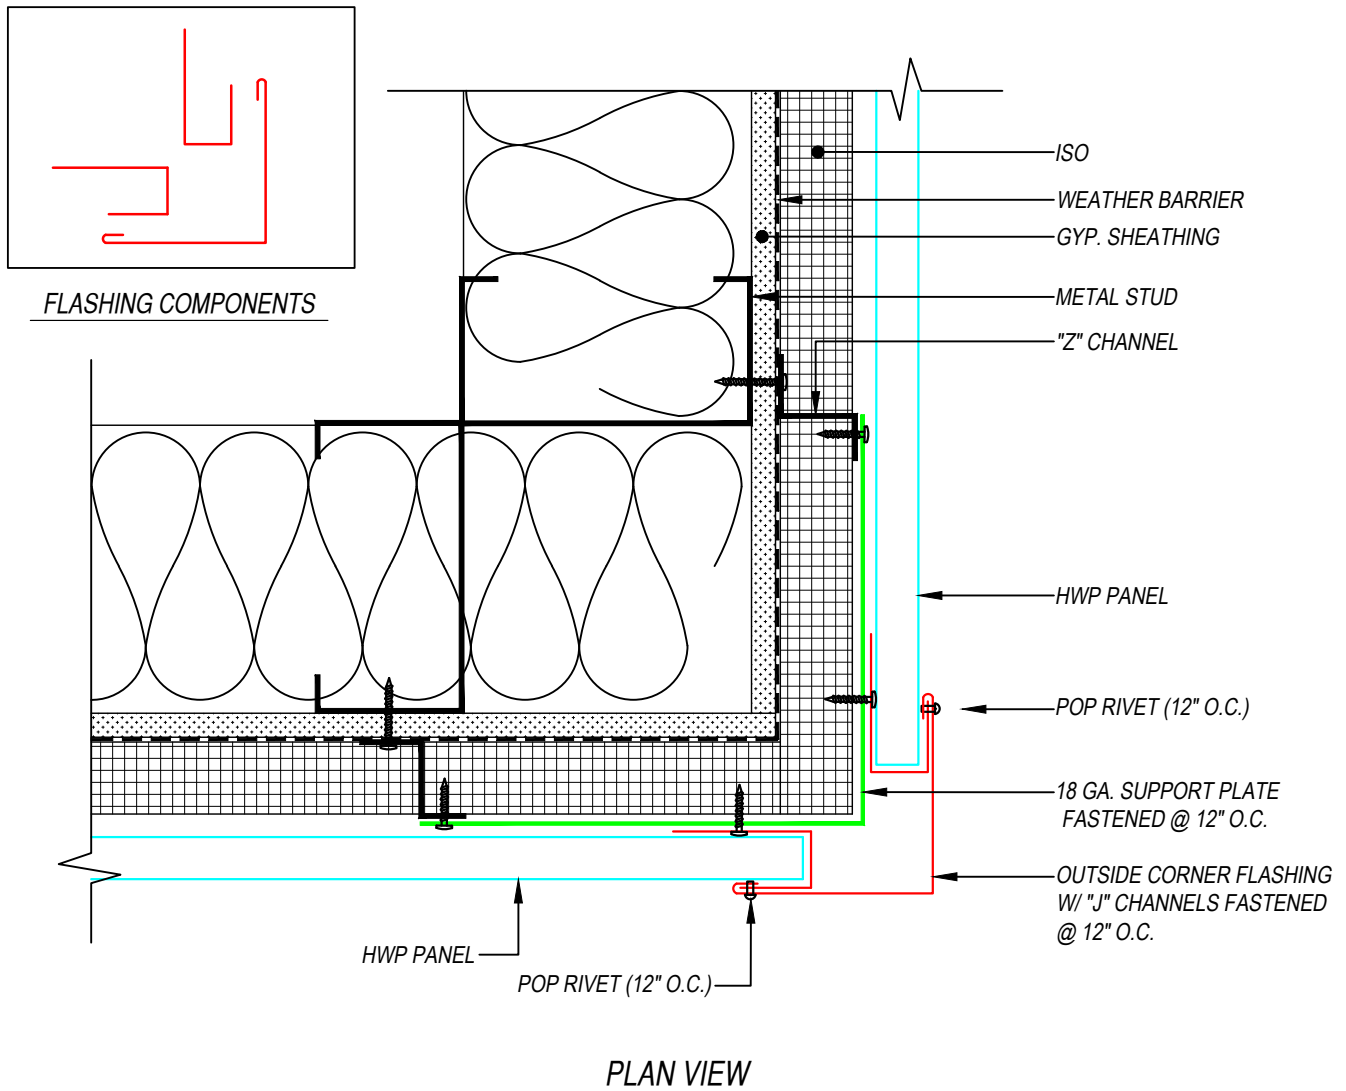 FLASHING COMPONENTS
ISO
WEATHER BARRIER
GYP. SHEATHING
METAL STUD
"Z" CHANNEL
HWP PANEL
POP RIVET (12" O.C.)
18 GA. SUPPORT PLATE
FASTENED @ 12" O.C.
OUTSIDE CORNER FLASHING
W/ "J" CHANNELS FASTENED
@ 12" O.C.
HWP PANEL
POP RIVET (12" O.C.)
PLAN VIEW